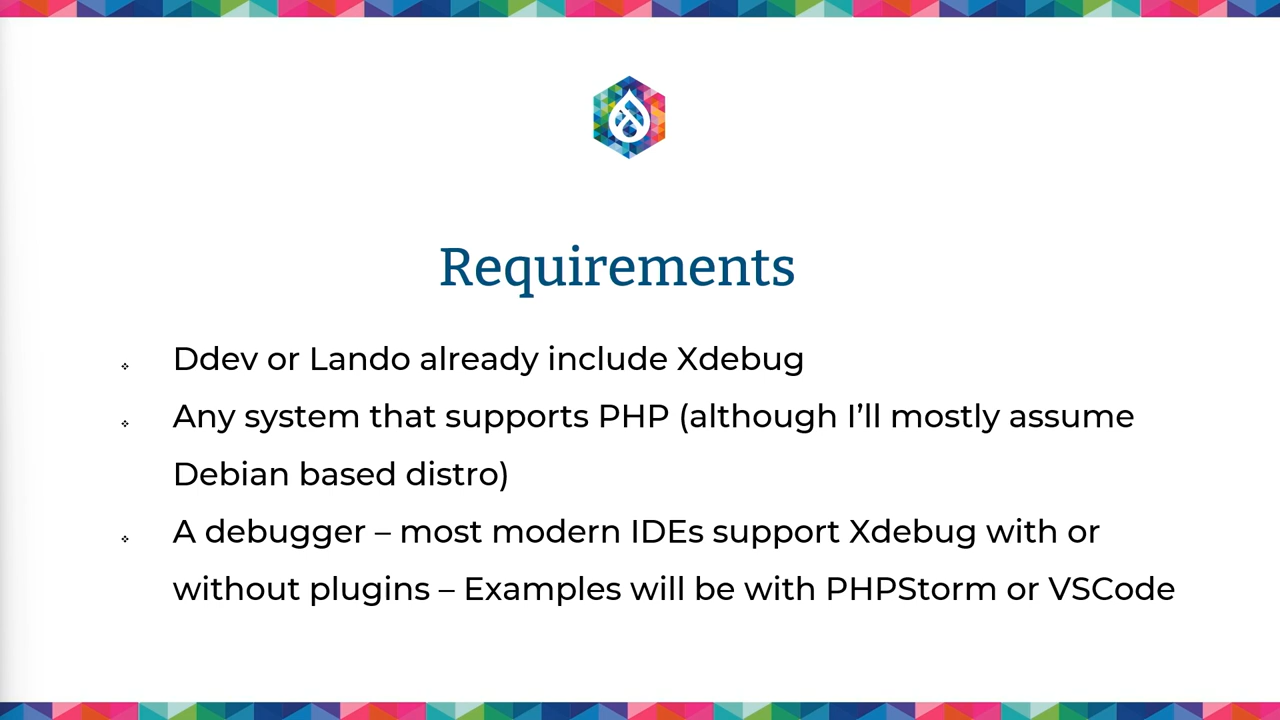 Requirements
Ddev or Lando already include Xdebug
Any system that supports PHP (although I’ll mostly assume
Debian based distro)
A debugger – most modern IDEs support Xdebug with or
without plugins – Examples will be with PHPStorm or VSCode